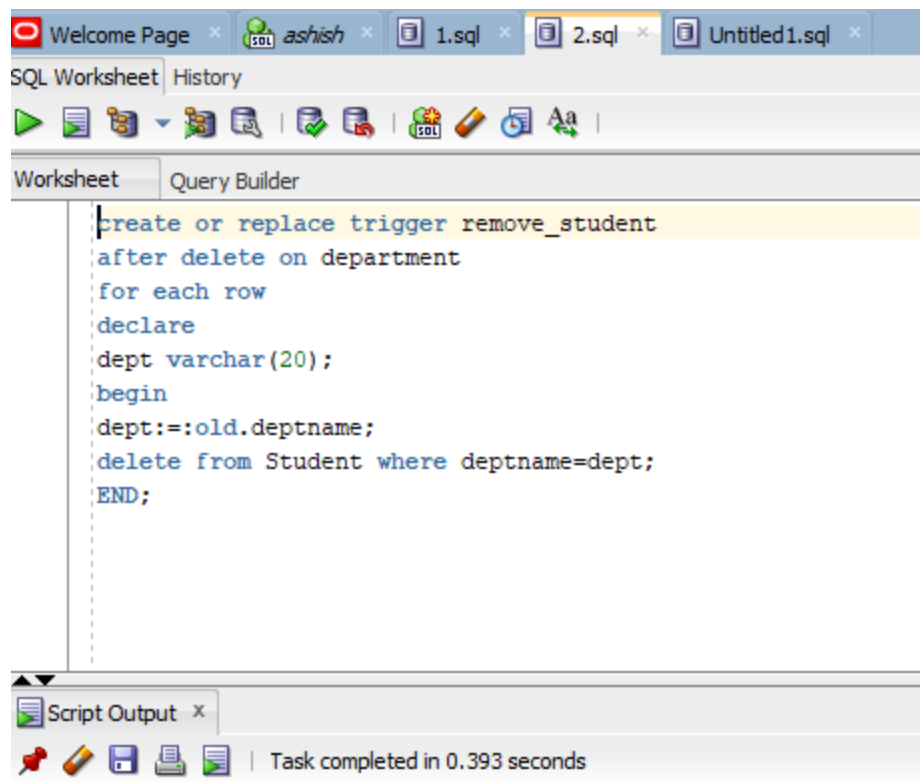 Welcome Page ashish 1.sql 2.sql Untitled1.sql
SQL Worksheet History
Worksheet Query Builder
create or replace trigger remove_student
after delete on department
for each row
declare
dept varchar(20);
begin
dept:=:old.deptname;
delete from Student where deptname=dept;
END;
Script Output
Task completed in 0.393 seconds